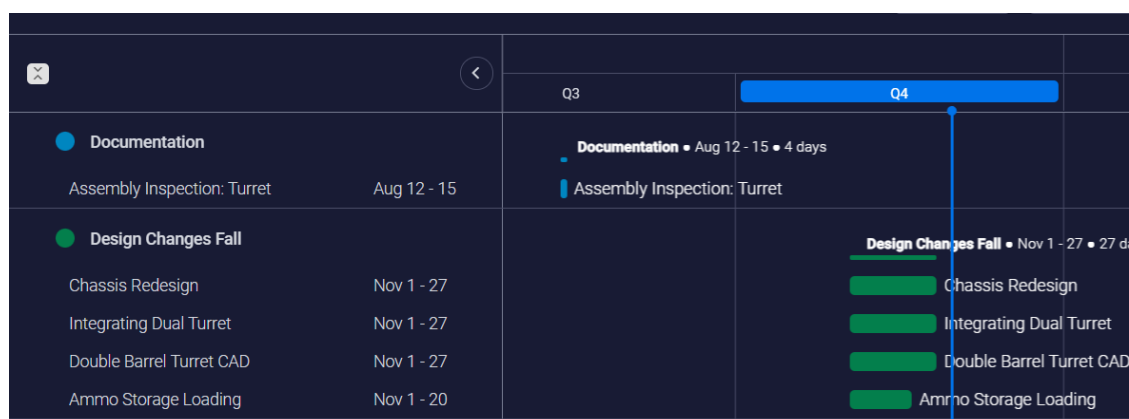 Q3 Q4
Documentation
Documentation • Aug 12 - 15 • 4 days
Assembly Inspection: Turret Aug 12 - 15
Assembly Inspection: Turret
Design Changes Fall
Design Changes Fall • Nov 1 - 27 • 27
Chassis Redesign Nov 1 - 27
Chassis Redesign
Integrating Dual Turret Nov 1 - 27
Integrating Dual Turret
Double Barrel Turret CAD Nov 1 - 27
Double Barrel Turret CAD
Ammo Storage Loading Nov 1 - 20
Ammo Storage Loading